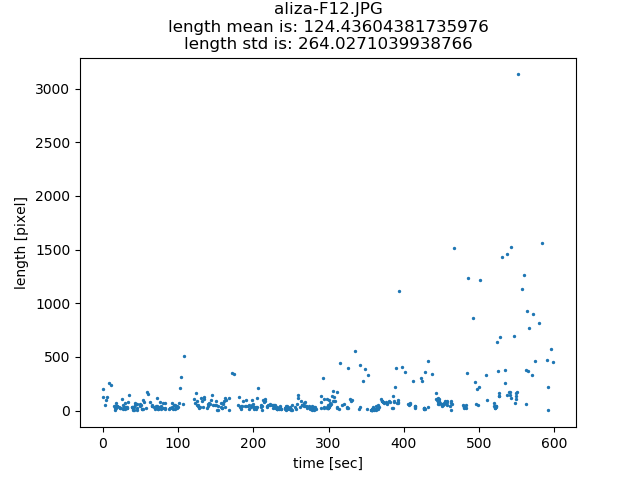 aliza-F12.JPG
length mean is: 124.43604381735976
length std is: 264.0271039938766
3000
2500
2000
1500
1000
500
0
length [pixel]
0 100 200 300 400 500 600
time [sec]